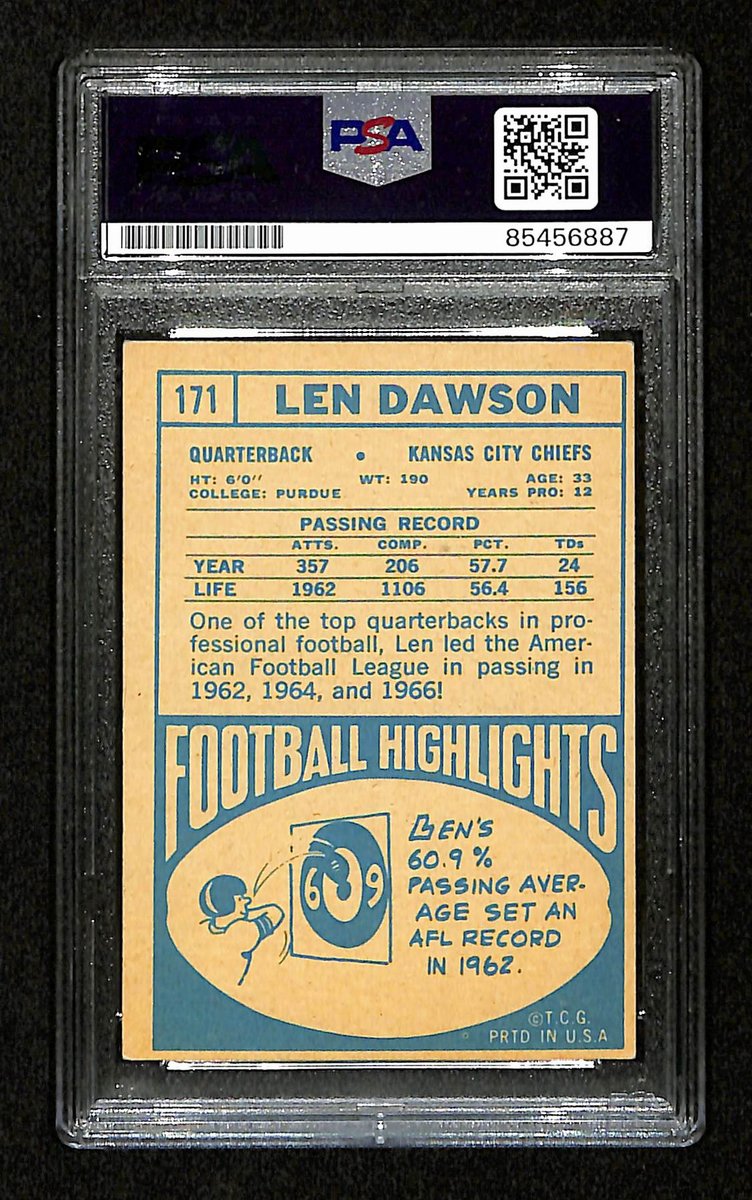 PSA
85456887
171 LEN DAWSON
QUARTERBACK • KANSAS CITY CHIEFS
HT: 6'0" WT: 190 AGE: 33
COLLEGE: PURDUE YEARS PRO: 12
PASSING RECORD
ATTS. COMP. PCT. TDs
YEAR 357 206 57.7 24
LIFE 1962 1106 56.4 156
One of the top quarterbacks in pro-
fessional football, Len led the Amer-
ican Football League in passing in
1962, 1964, and 1966!
FOOTBALL HIGHLIGHTS
LEN'S
60.9%
PASSING AVER-
AGE SET AN
AFL RECORD
IN 1962.
6 9
©T.C.G.
PRTD IN U.S.A